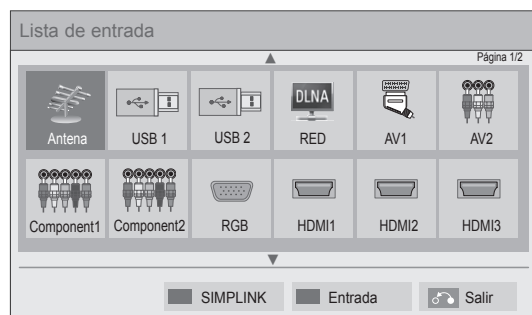 Lista de entrada
Página 1/2
DLNA
Antena USB 1 USB 2 RED AV1 AV2
Component1 Component2 RGB HDMI1 HDMI2 HDMI3
SIMPLINK Entrada Salir